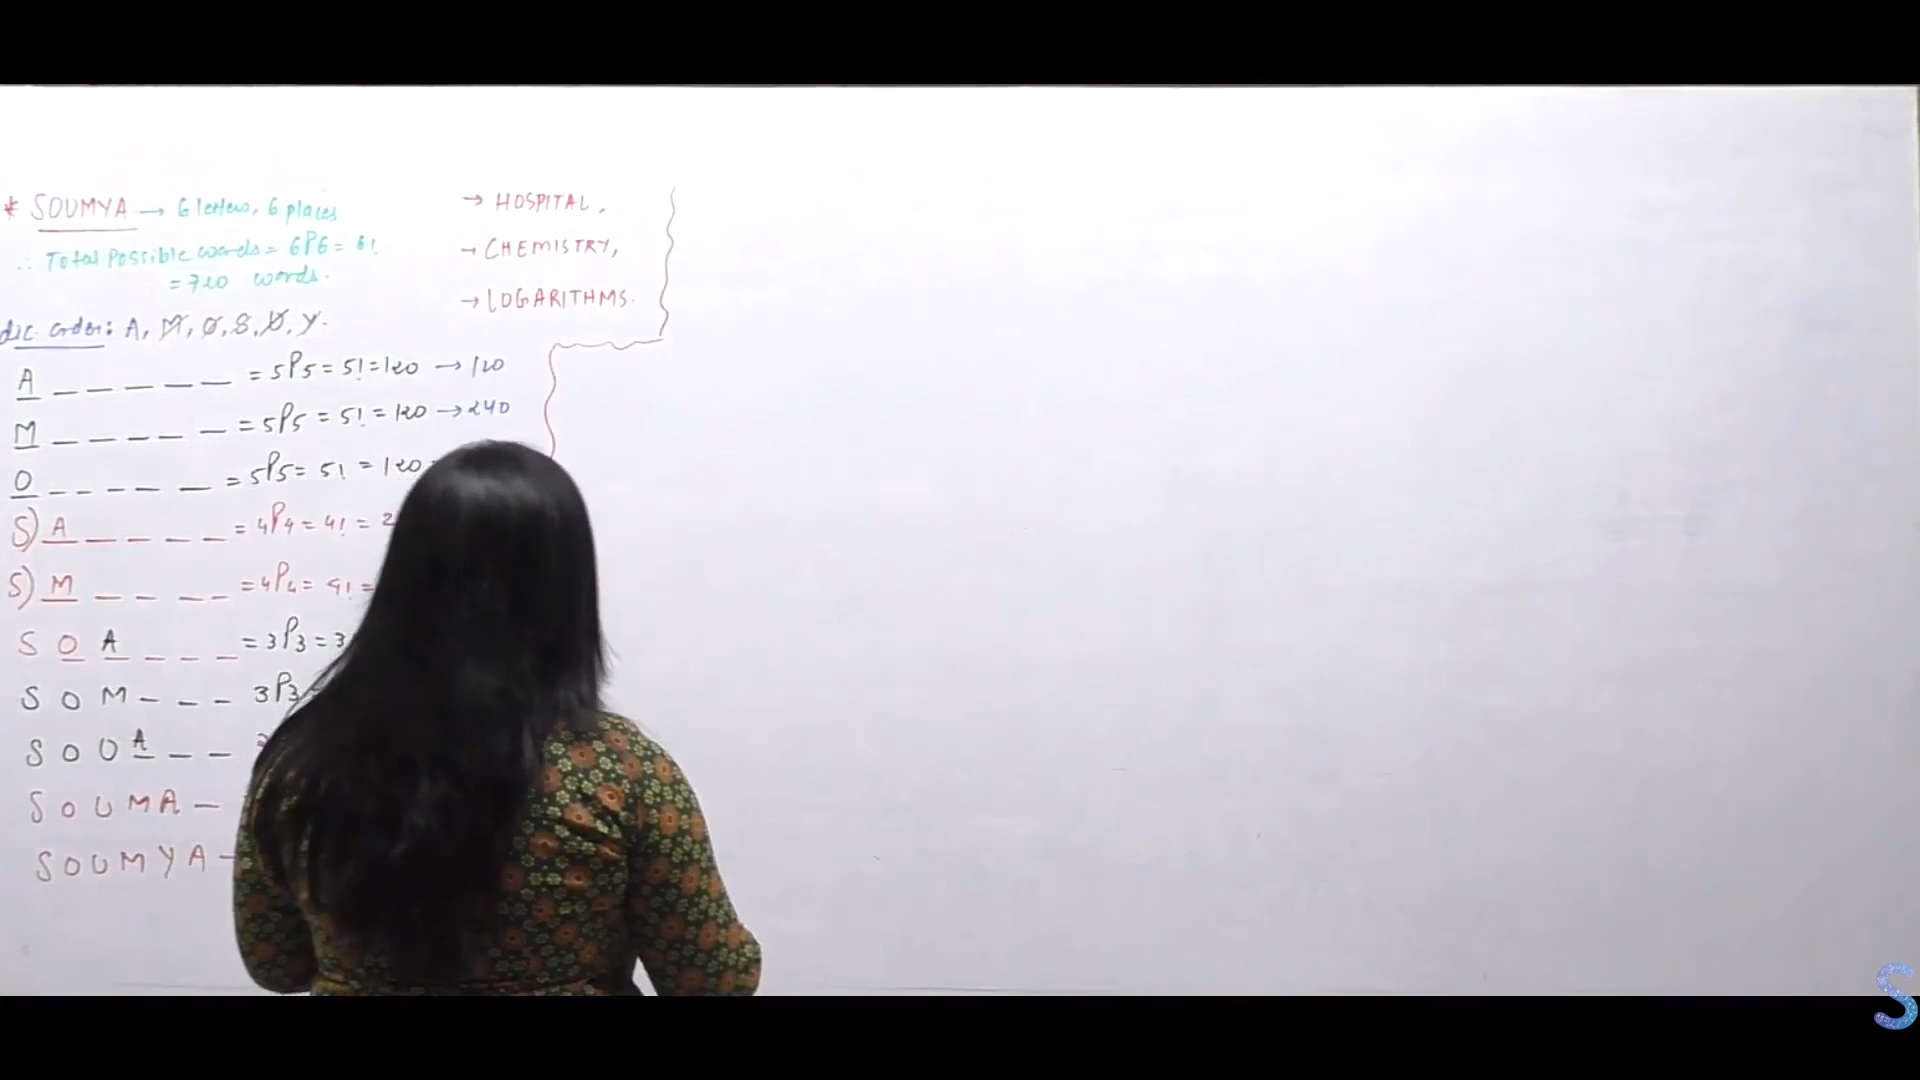 * SOUMYA → 6 letters, 6 places
∴ Total Possible words = 6P6 = 6!
= 720 words.
dic. order: A, M, O, S, U, Y.
A _ _ _ _ _ = 5P5 = 5! = 120 → 120
M _ _ _ _ _ = 5P5 = 5! = 120 → 240
O _ _ _ _ _ = 5P5 = 5! = 120
S) A _ _ _ _ = 4P4 = 4! = 2
S) M _ _ _ _ = 4P4 = 4! =
S O A _ _ _ = 3P3 = 3
S O M _ _ _ 3P3
S O U A _ _
S O U M A _
S O U M Y A
→ HOSPITAL,
→ CHEMISTRY,
→ LOGARITHMS.
S